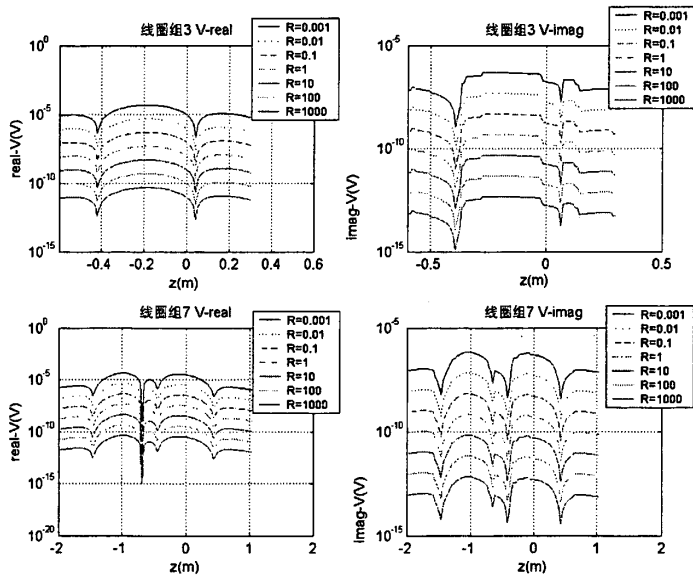 线圈组3 V-real
R=0.001
R=0.01
R=0.1
R=1
R=10
R=100
R=1000
10^0
10^-5
10^-10
10^-15
real-V(V)
-0.4 -0.2 0 0.2 0.4
z(m)
线圈组3 V-imag
R=0.001
R=0.01
R=0.1
R=1
R=10
R=100
R=1000
10^-5
10^-10
10^-15
imag-V(V)
-0.5 0 0.5
z(m)
线圈组7 V-real
R=0.001
R=0.01
R=0.1
R=1
R=10
R=100
R=1000
10^0
10^-5
10^-10
10^-15
10^-20
real-V(V)
-2 -1 0 1 2
z(m)
线圈组7 V-imag
R=0.001
R=0.01
R=0.1
R=1
R=10
R=100
R=1000
10^-5
10^-10
10^-15
imag-V(V)
-2 -1 0 1 2
z(m)